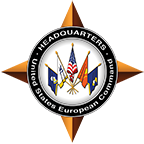 - HEADQUARTERS -
United States European Command